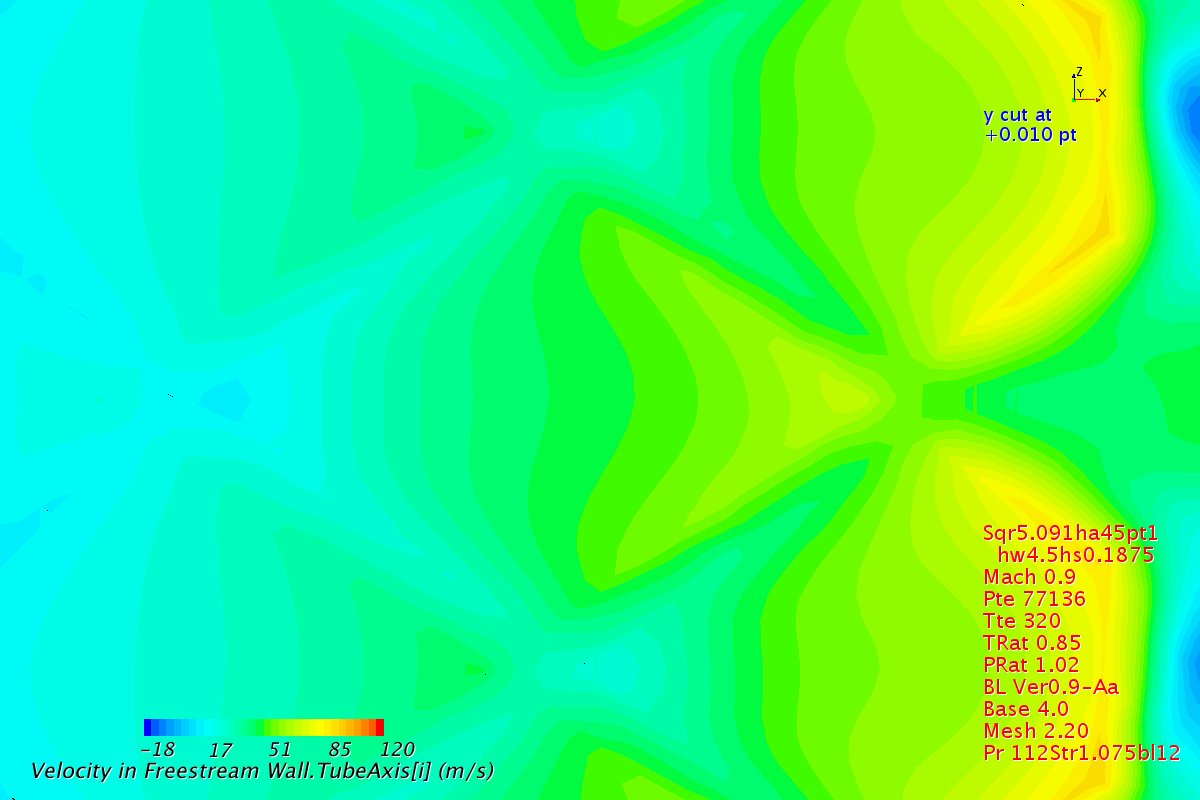 Z
Y X
y cut at
+0.010 pt
Sqr5.091ha45pt1
hw4.5hs0.1875
Mach 0.9
Pte 77136
Tte 320
TRat 0.85
PRat 1.02
BL Ver0.9-Aa
Base 4.0
Mesh 2.20
Pr 112Str1.075bl12
-18 17 51 85 120
Velocity in Freestream Wall.TubeAxis[i] (m/s)